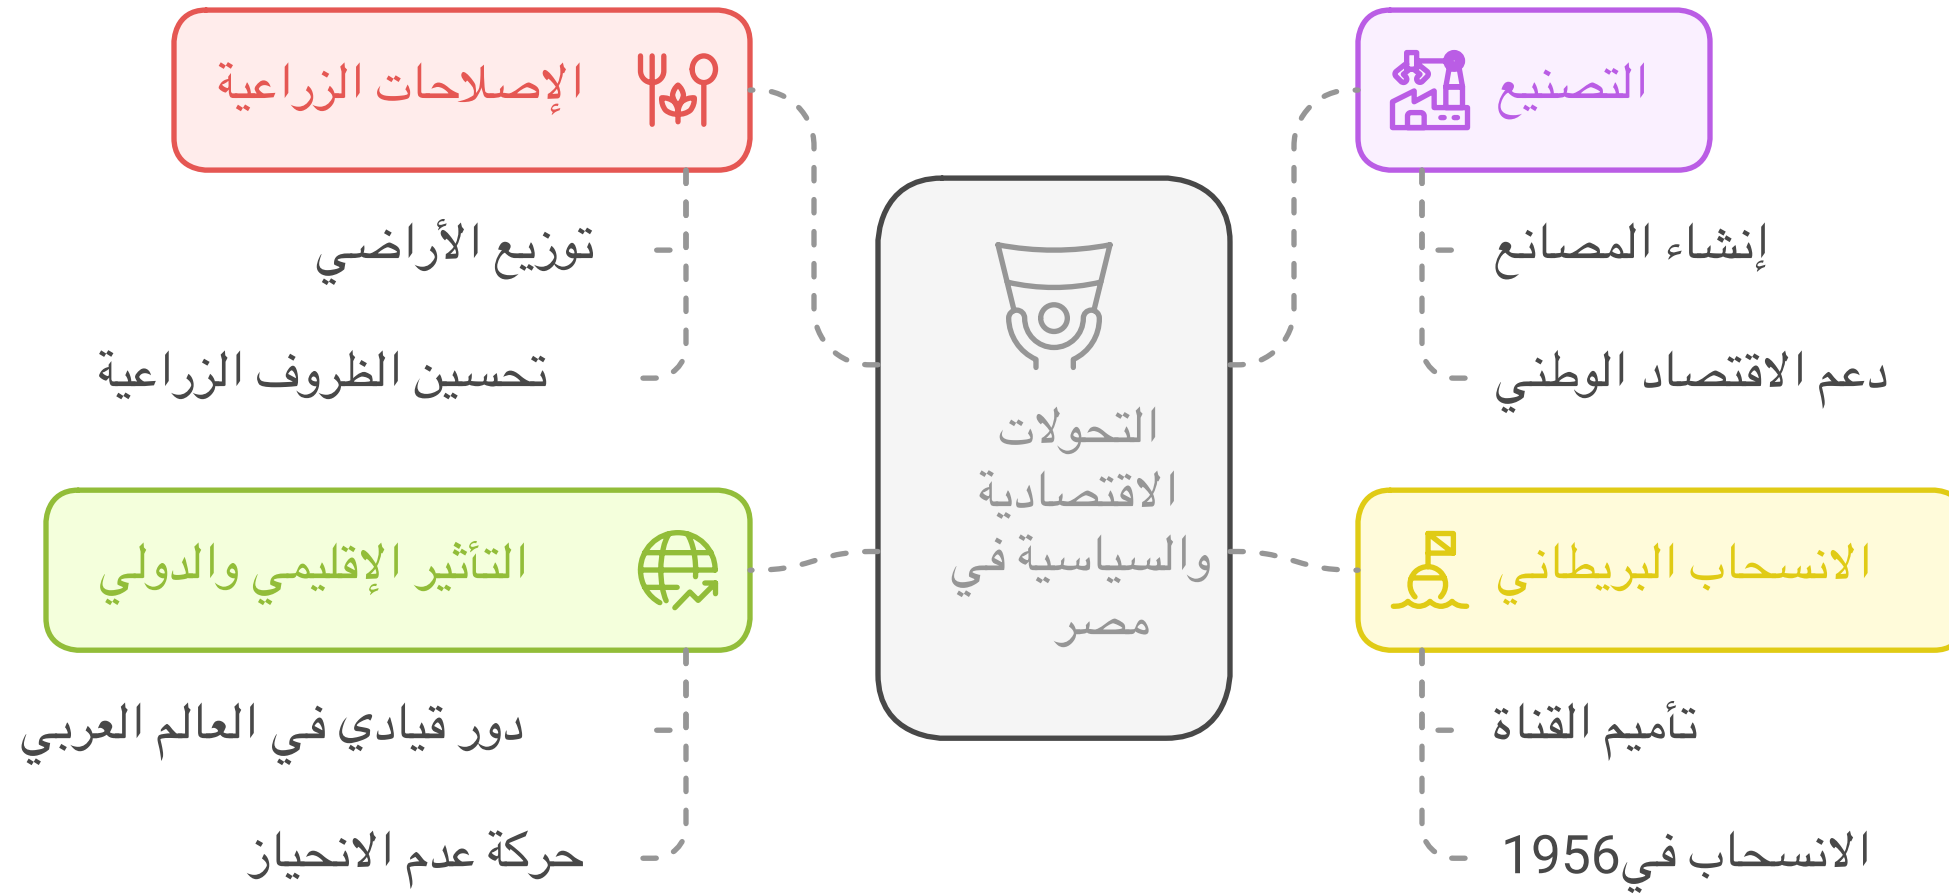 التصنيع
إنشاء المصانع
دعم الاقتصاد الوطني
الإصلاحات الزراعية
توزيع الأراضي
تحسين الظروف الزراعية
التحولات
الاقتصادية
والسياسية في
مصر
الانسحاب البريطاني
تأميم القناة
الانسحاب في1956
التأثير الإقليمي والدولي
دور قيادي في العالم العربي
حركة عدم الانحياز